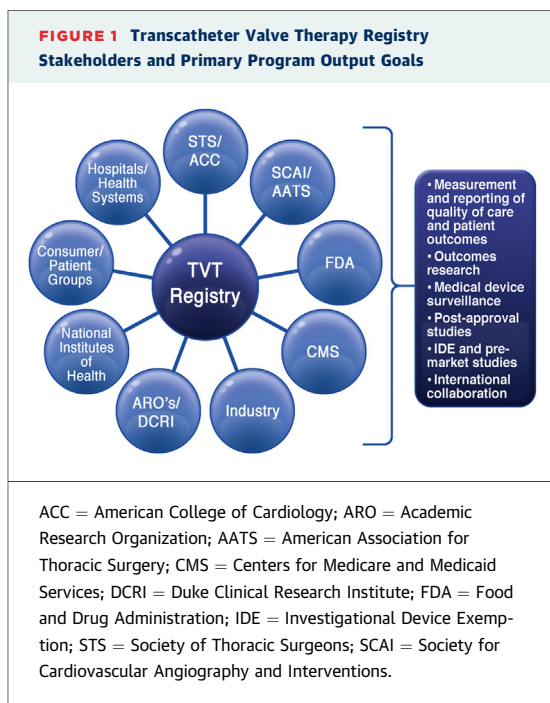 FIGURE 1 Transcatheter Valve Therapy Registry
Stakeholders and Primary Program Output Goals
STS/
ACC
SCAI/
AATS
FDA
CMS
Industry
ARO's/
DCRI
National
Institutes
of
Health
Consumer/
Patient
Groups
Hospitals/
Health
Systems
TVT
Registry
• Measurement
and reporting of
quality of care
and patient
outcomes
• Outcomes
research
• Medical device
surveillance
• Post-approval
studies
• IDE and pre-
market studies
• International
collaboration
ACC = American College of Cardiology; ARO = Academic
Research Organization; AATS = American Association for
Thoracic Surgery; CMS = Centers for Medicare and Medicaid
Services; DCRI = Duke Clinical Research Institute; FDA = Food
and Drug Administration; IDE = Investigational Device Exemp-
tion; STS = Society of Thoracic Surgeons; SCAI = Society for
Cardiovascular Angiography and Interventions.